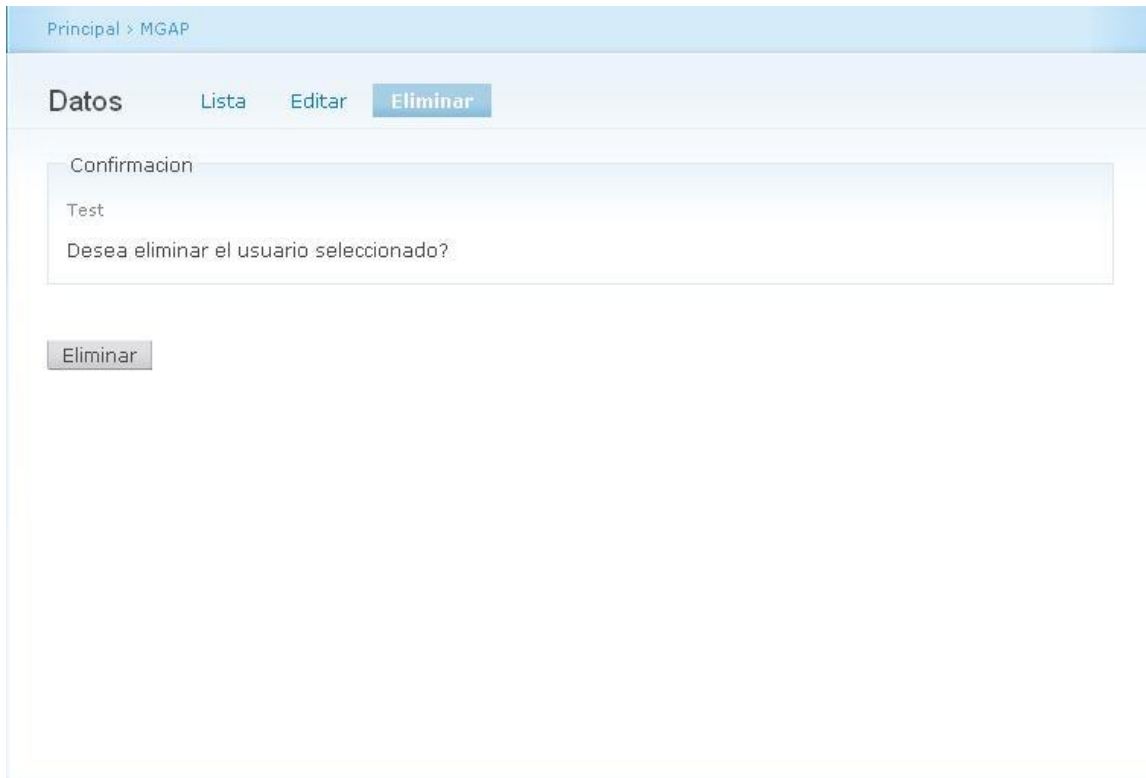 Principal > MGAP
Datos Lista Editar Eliminar
Confirmacion
Test
Desea eliminar el usuario seleccionado?
Eliminar